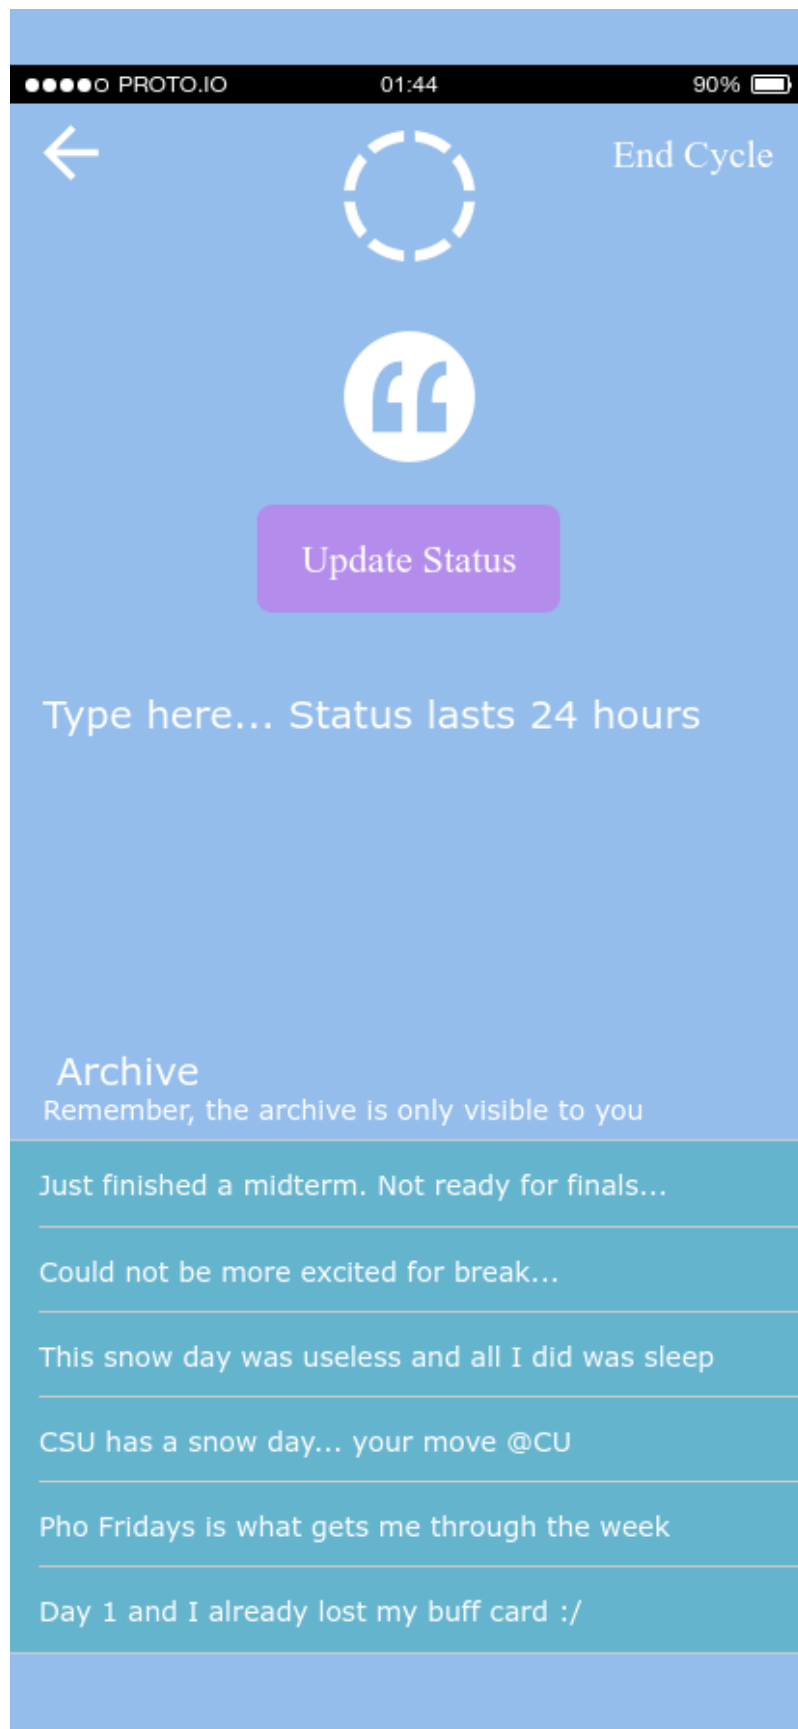 PROTO.IO 01:44 90%
End Cycle
Update Status
Type here... Status lasts 24 hours
Archive
Remember, the archive is only visible to you
Just finished a midterm. Not ready for finals...
Could not be more excited for break...
This snow day was useless and all I did was sleep
CSU has a snow day... your move @CU
Pho Fridays is what gets me through the week
Day 1 and I already lost my buff card :/